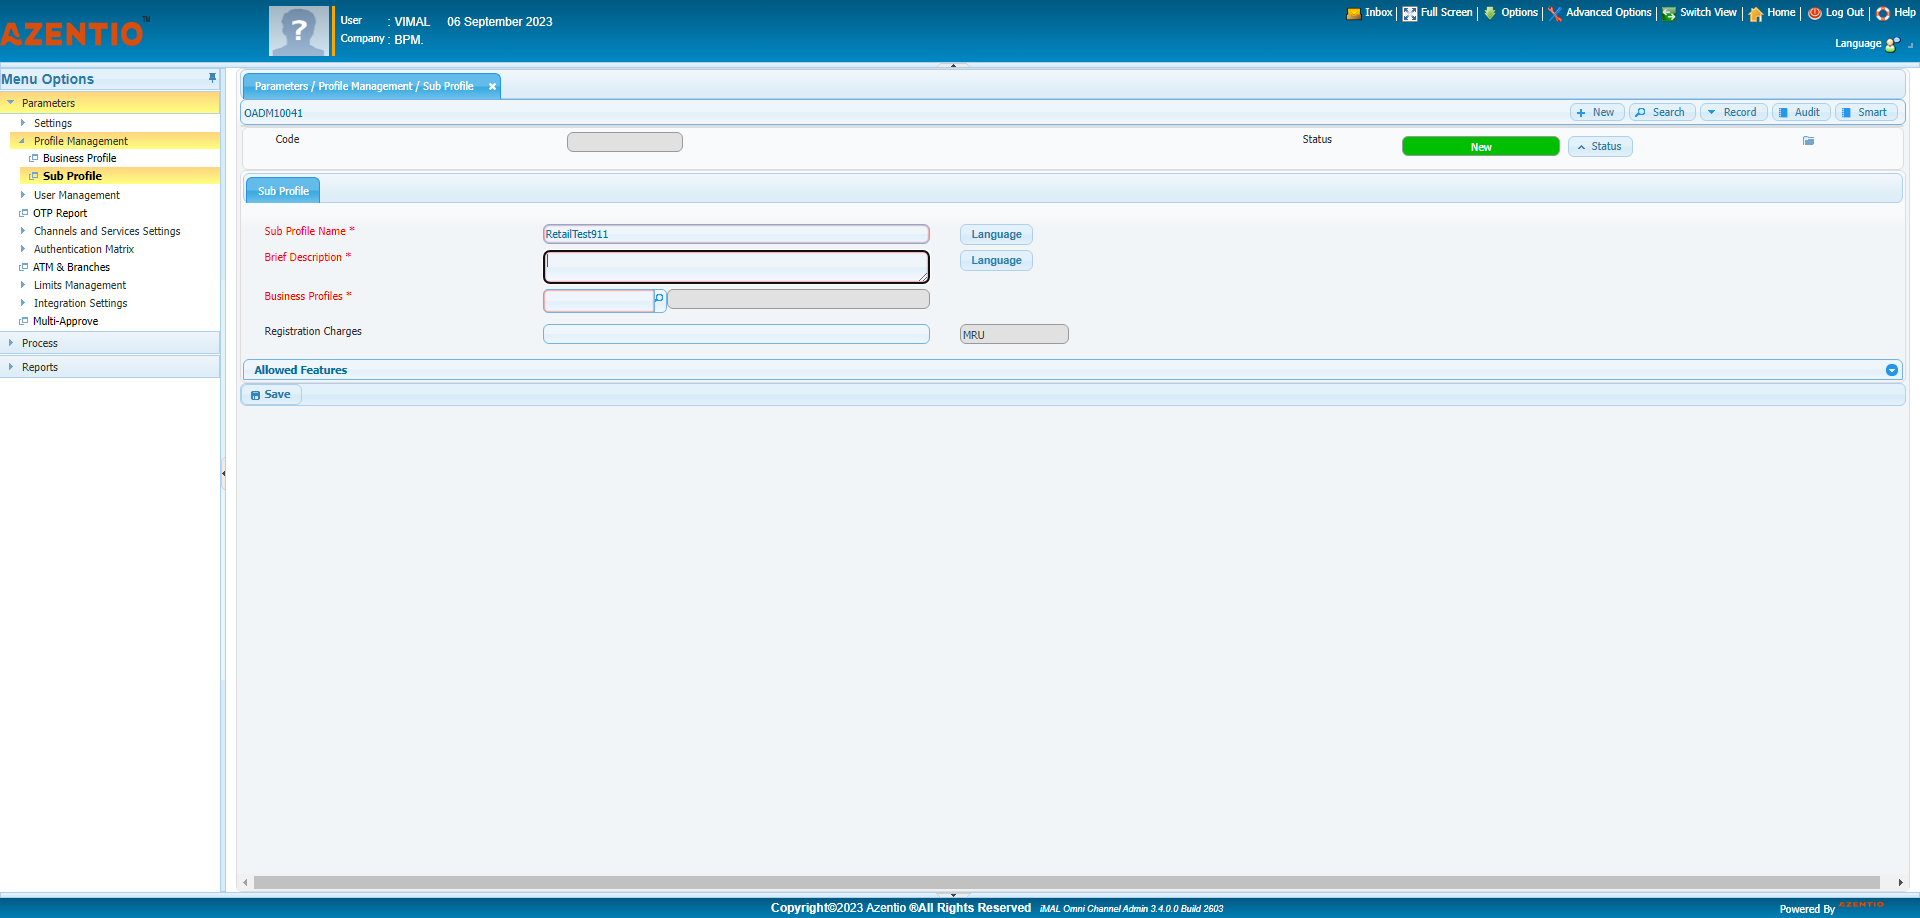 AZENTIO™
User : VIMAL 06 September 2023
Company : BPM.
Inbox Full Screen Options Advanced Options Switch View Home Log Out Help
Language
Menu Options
Parameters
Settings
Profile Management
Business Profile
Sub Profile
User Management
OTP Report
Channels and Services Settings
Authentication Matrix
ATM & Branches
Limits Management
Integration Settings
Multi-Approve
Process
Reports
Parameters / Profile Management / Sub Profile
OADM10041
New Search Record Audit Smart
Code
Status New Status
Sub Profile
Sub Profile Name * RetailTest911 Language
Brief Description * Language
Business Profiles *
Registration Charges MRU
Allowed Features
Save
Copyright©2023 Azentio ®All Rights Reserved iMAL Omni Channel Admin 3.4.0.0 Build 2603
Powered By AZENTIO